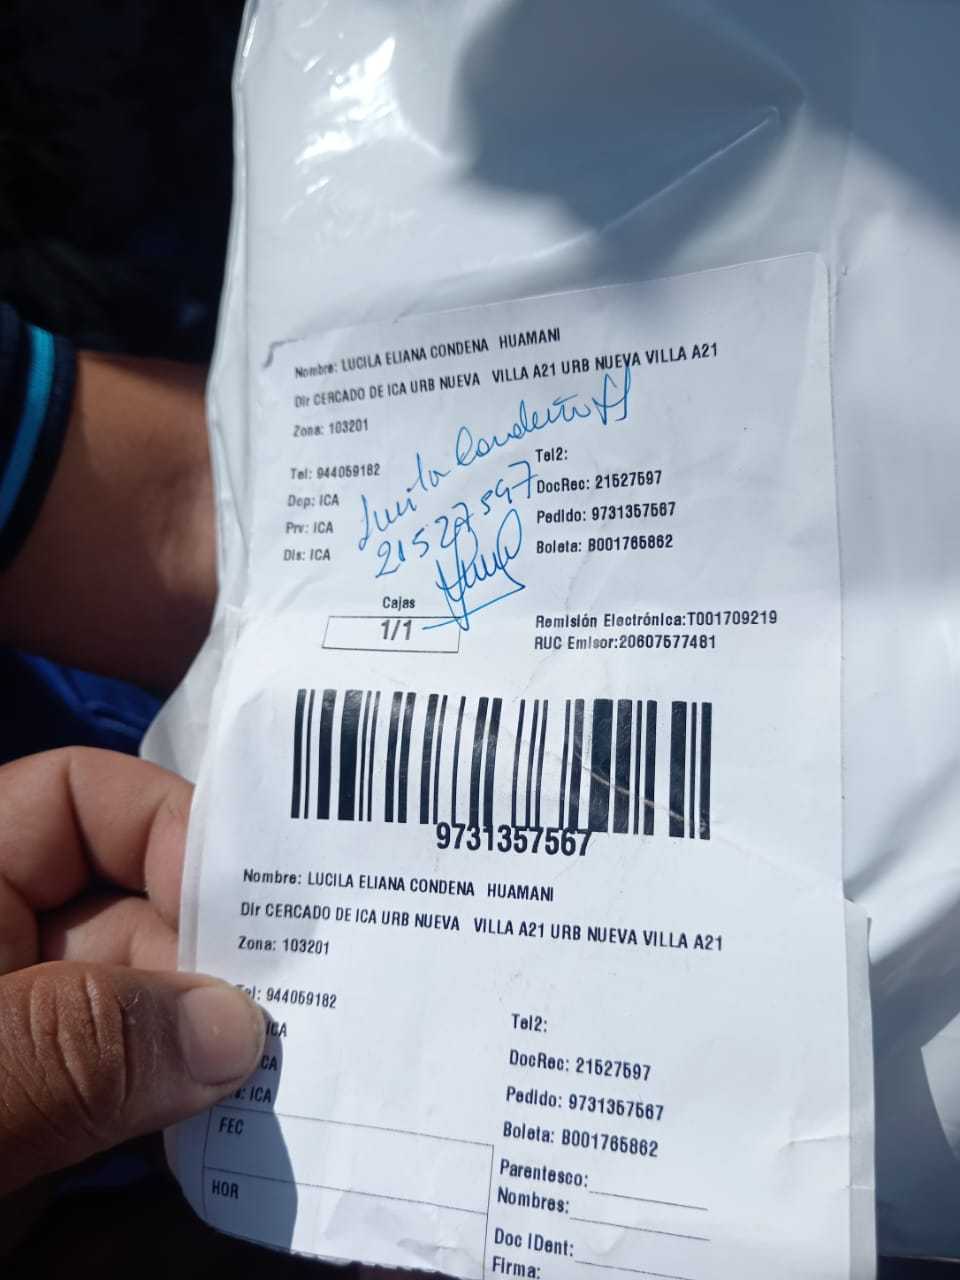 Nombre: LUCILA ELIANA CONDENA HUAMANI
Dir CERCADO DE ICA URB NUEVA VILLA A21 URB NUEVA VILLA A21
Zona: 103201
Tel: 944059182
Dep: ICA
Prv: ICA
Dis: ICA
Tel2:
DocRec: 21527597
Pedido: 9731357567
Boleta: B001765862
Lucila Condeña H
21527597
Cajas
1/1
Remisión Electrónica:T001709219
RUC Emisor:20607577481
9731357567
Nombre: LUCILA ELIANA CONDENA HUAMANI
Dir CERCADO DE ICA URB NUEVA VILLA A21 URB NUEVA VILLA A21
Zona: 103201
Tel: 944059182
ICA
CA
: ICA
Tel2:
DocRec: 21527597
Pedido: 9731357567
Boleta: B001765862
FEC
HOR
Parentesco:
Nombres:
Doc IDent:
Firma: